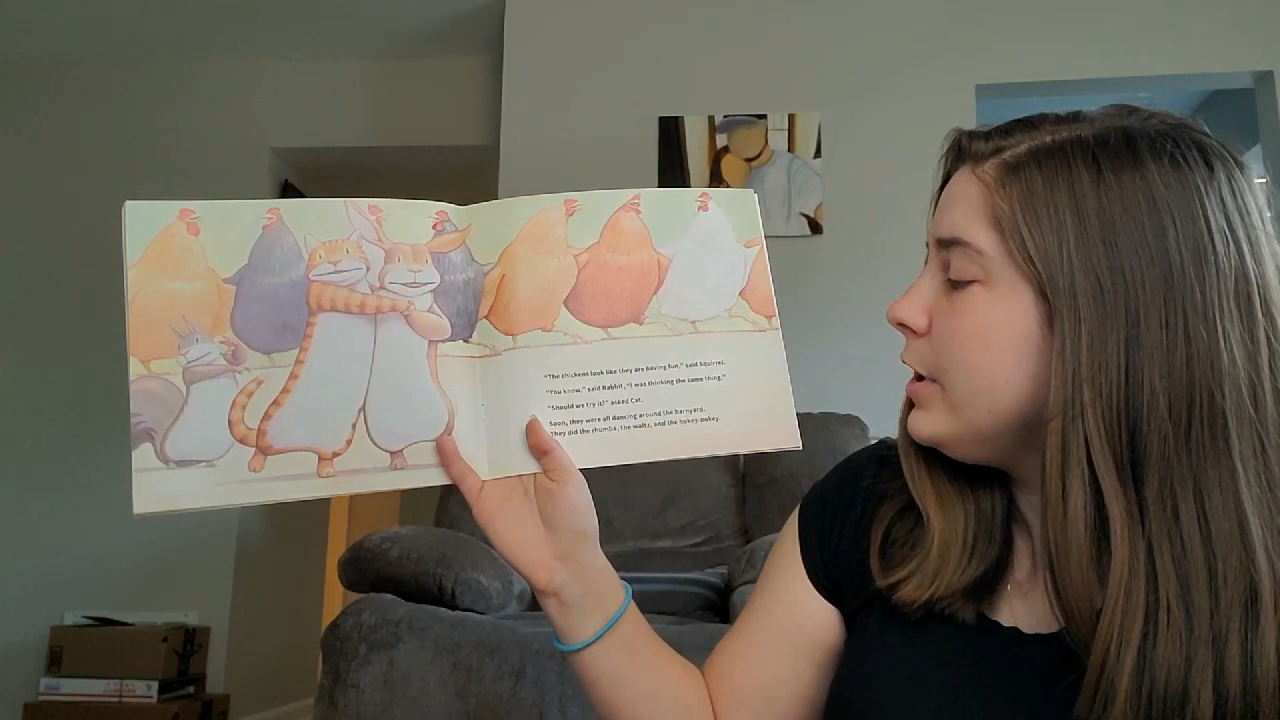 "The chickens look like they are having fun," said Squirrel.
"You know," said Rabbit, "I was thinking the same thing."
"Should we try it?" asked Cat.
Soon, they were all dancing around the barnyard.
They did the rhumba, the waltz, and the hokey-pokey.